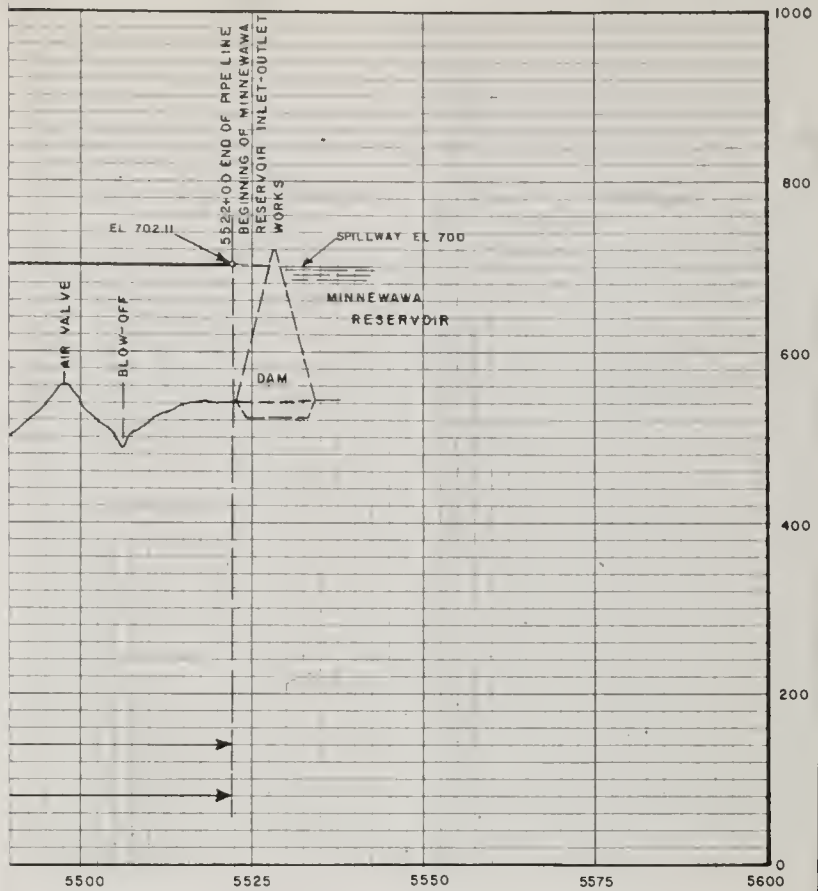 1000
800
600
400
200
0
5522+00 END OF PIPE LINE
BEGINNING OF MINNEWAWA
RESERVOIR INLET-OUTLET
WORKS
EL 702.11
SPILLWAY EL 700
MINNEWAWA
RESERVOIR
AIR VALVE
BLOW-OFF
DAM
5500
5525
5550
5575
5600